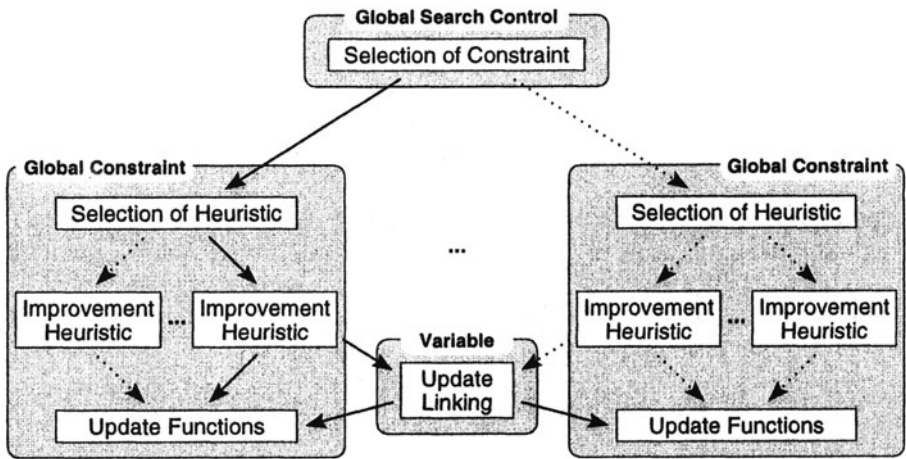 Global Search Control
Selection of Constraint
Global Constraint
Selection of Heuristic
Improvement
Heuristic
...
Improvement
Heuristic
Update Functions
...
Variable
Update
Linking
Global Constraint
Selection of Heuristic
Improvement
Heuristic
...
Improvement
Heuristic
Update Functions